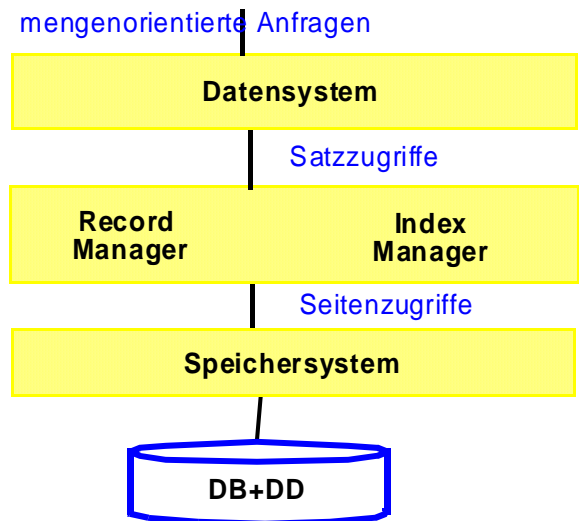 mengenorientierte Anfragen
Datensystem
Satzzugriffe
Record
Manager
Index
Manager
Seitenzugriffe
Speichersystem
DB+DD